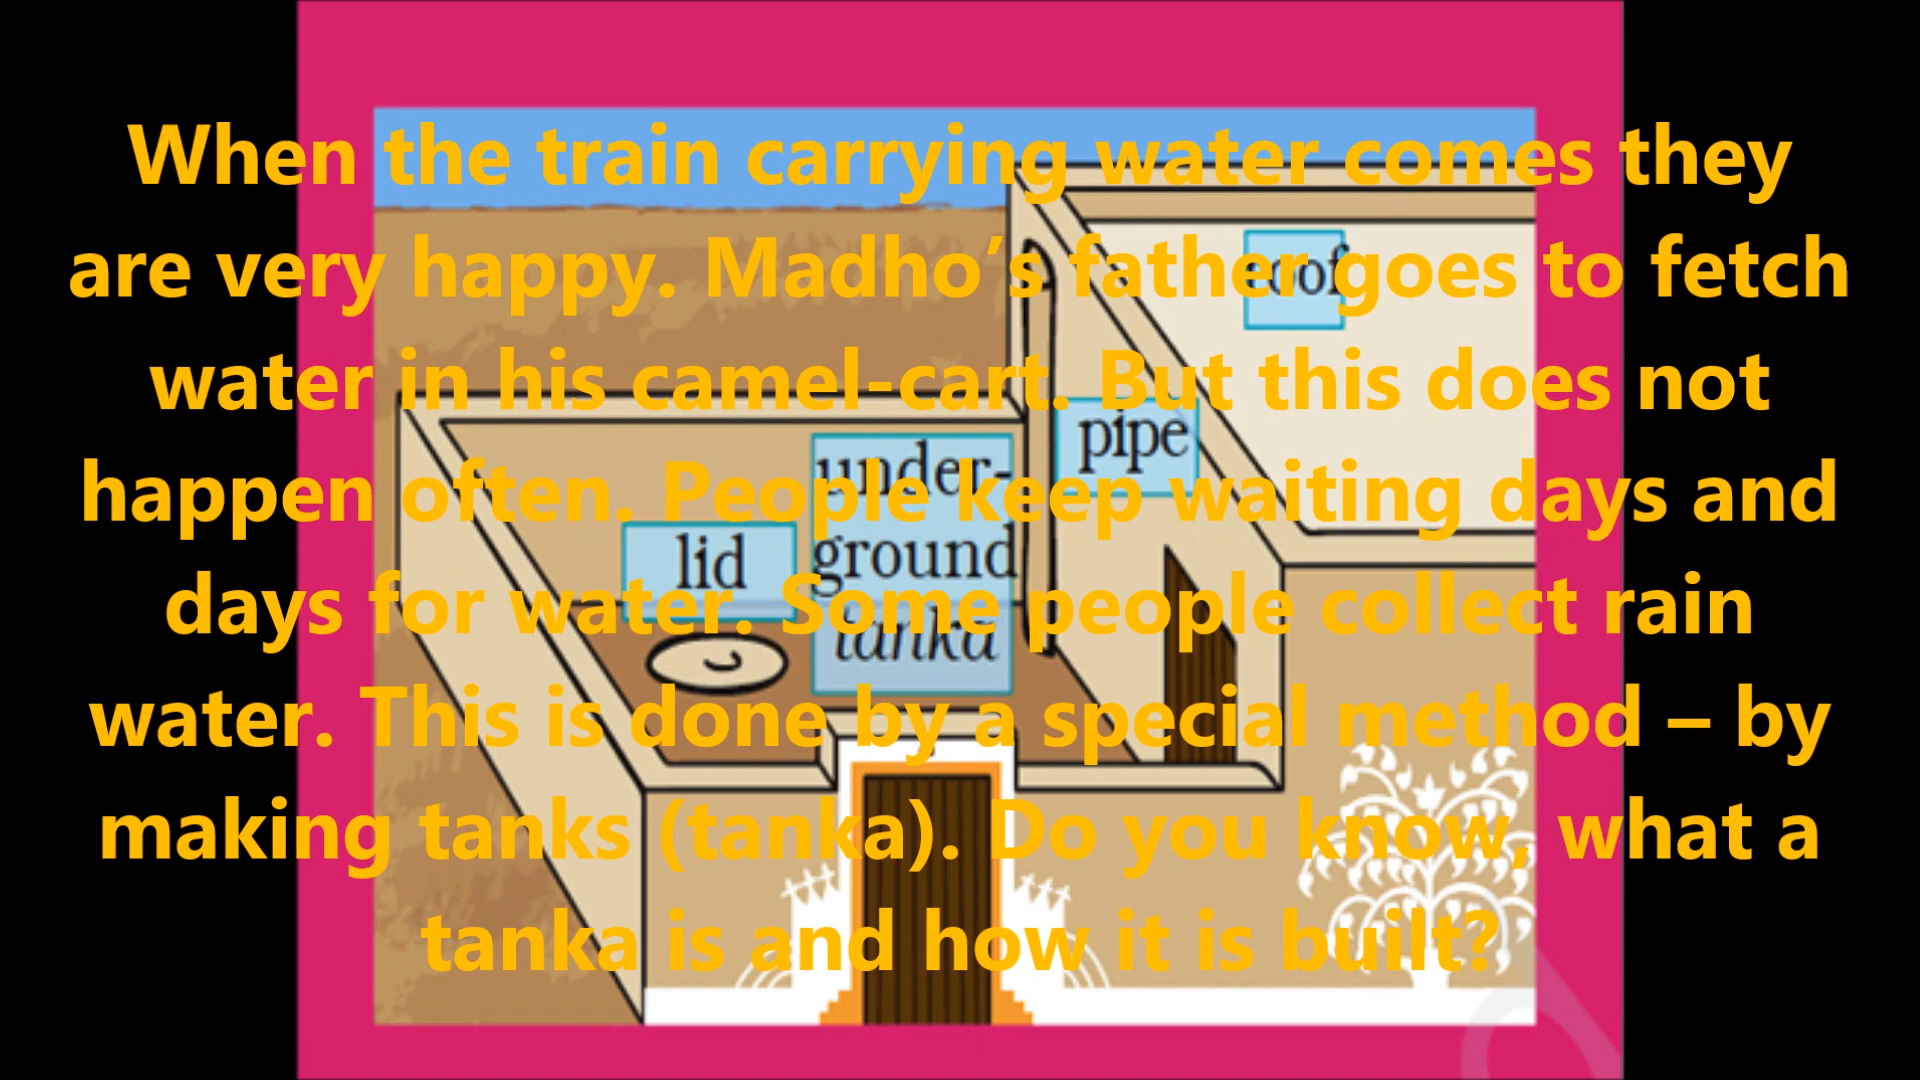 When the train carrying water comes they
are very happy. Madho’s father goes to fetch
water in his camel-cart. But this does not
happen often. People keep waiting days and
days for water. Some people collect rain
water. This is done by a special method – by
making tanks (tanka). Do you know, what a
tanka is and how it is built?
roof
pipe
under-
ground
tanka
lid